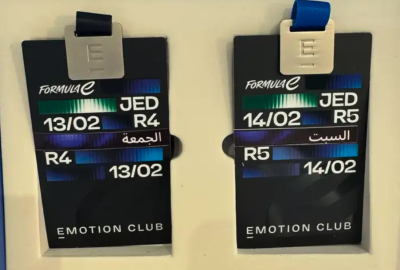 E
FORMULA E
JED
13/02 R4
الجمعة
R4
13/02
EMOTION CLUB
E
FORMULA E
JED
14/02 R5
السبت
R5
14/02
EMOTION CLUB